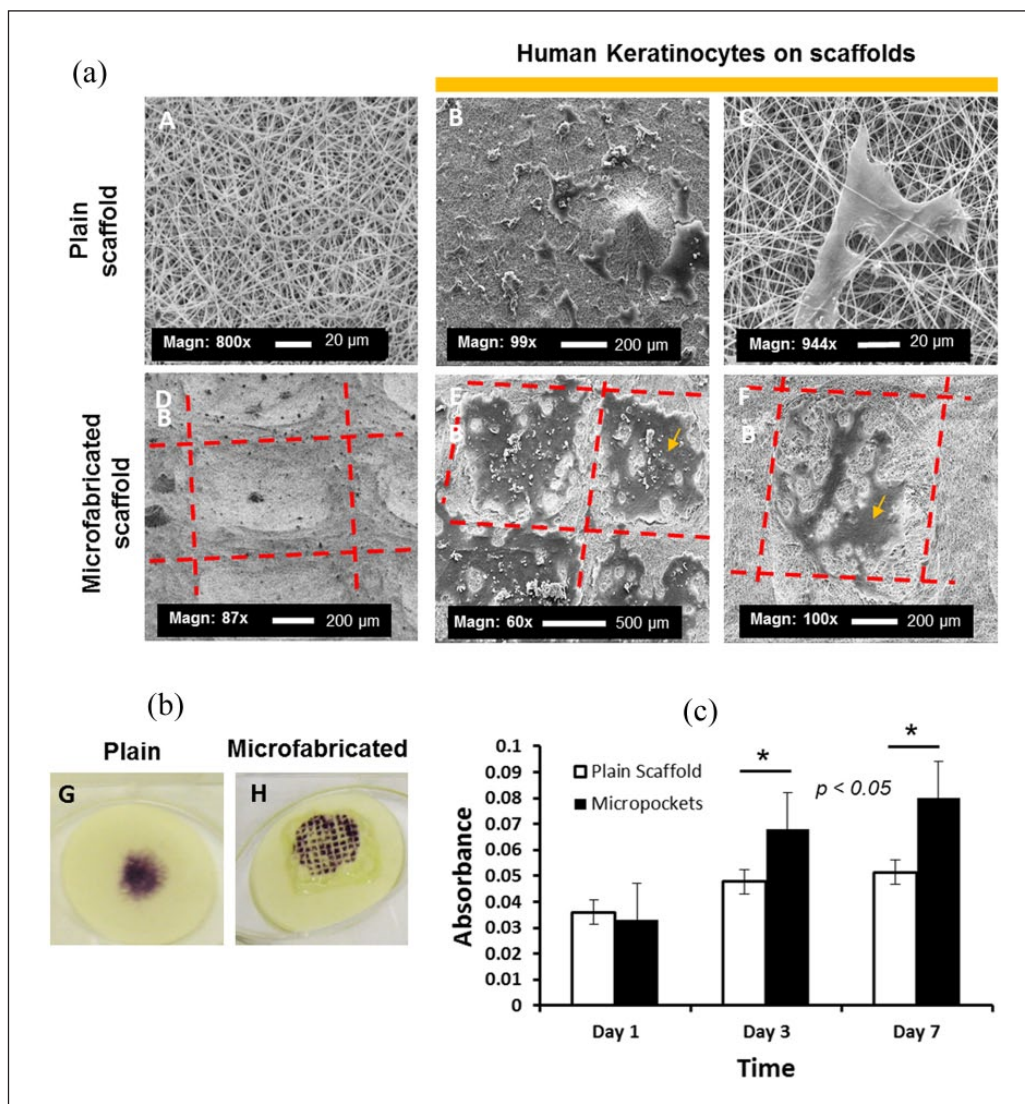 Human Keratinocytes on scaffolds
(a)
Plain
scaffold
A
Magn: 800x 20 µm
B
Magn: 99x 200 µm
C
Magn: 944x 20 µm
Microfabricated
scaffold
D
B
Magn: 87x 200 µm
E
B
Magn: 60x 500 µm
F
B
Magn: 100x 200 µm
(b)
Plain
Microfabricated
G
H
(c)
Absorbance
0.1
0.09
0.08
0.07
0.06
0.05
0.04
0.03
0.02
0.01
0
Plain Scaffold
Micropockets
*
*
p < 0.05
Day 1
Day 3
Day 7
Time